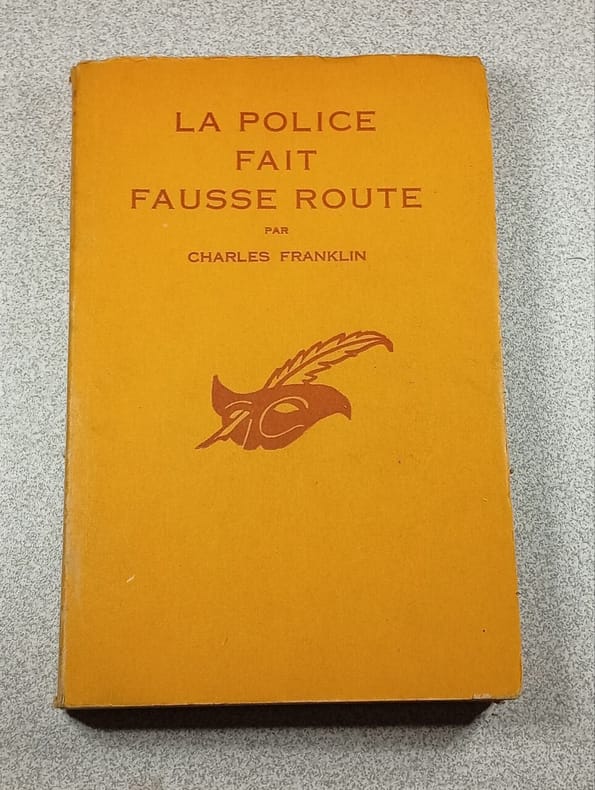 LA POLICE
FAIT
FAUSSE ROUTE
PAR
CHARLES FRANKLIN